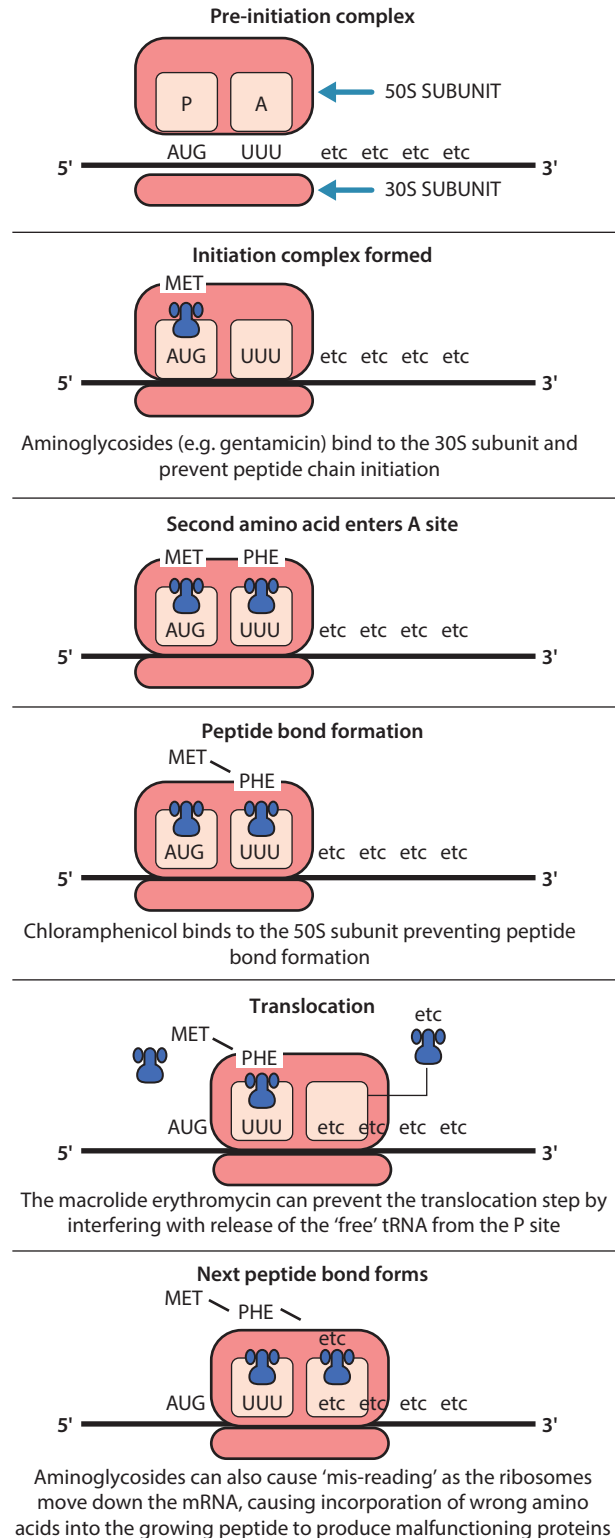 Pre-initiation complex
50S SUBUNIT
P A
AUG UUU etc etc etc etc
5' 3'
30S SUBUNIT
Initiation complex formed
MET
AUG UUU etc etc etc etc
5' 3'
Aminoglycosides (e.g. gentamicin) bind to the 30S subunit and
prevent peptide chain initiation
Second amino acid enters A site
MET PHE
AUG UUU etc etc etc etc
5' 3'
Peptide bond formation
MET
PHE
AUG UUU etc etc etc etc
5' 3'
Chloramphenicol binds to the 50S subunit preventing peptide
bond formation
Translocation
etc
MET
PHE
AUG UUU etc etc etc etc
5' 3'
The macrolide erythromycin can prevent the translocation step by
interfering with release of the ‘free’ tRNA from the P site
Next peptide bond forms
MET
PHE
etc
AUG UUU etc etc etc etc
5' 3'
Aminoglycosides can also cause ‘mis-reading’ as the ribosomes
move down the mRNA, causing incorporation of wrong amino
acids into the growing peptide to produce malfunctioning proteins